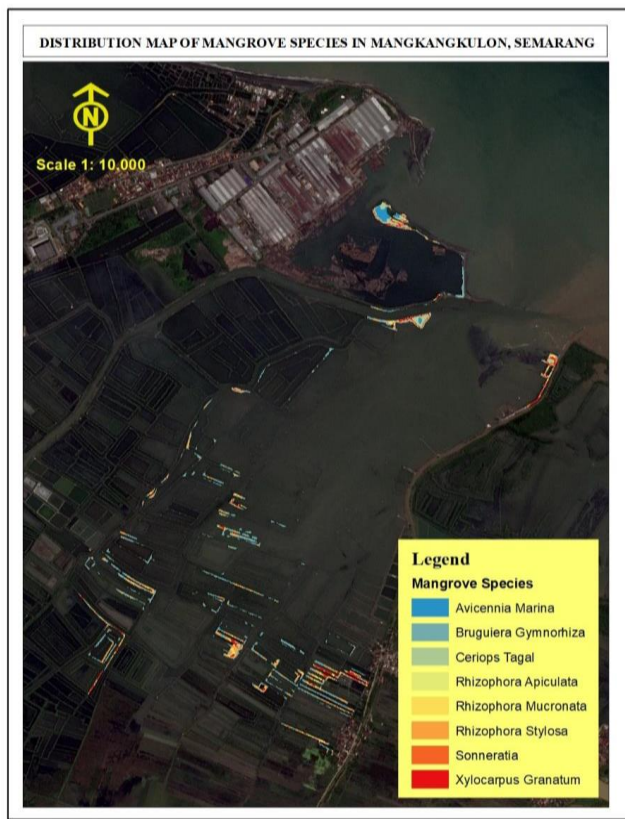 DISTRIBUTION MAP OF MANGROVE SPECIES IN MANGKANGKULON, SEMARANG
N
Scale 1: 10.000
Legend
Mangrove Species
Avicennia Marina
Bruguiera Gymnorhiza
Ceriops Tagal
Rhizophora Apiculata
Rhizophora Mucronata
Rhizophora Stylosa
Sonneratia
Xylocarpus Granatum